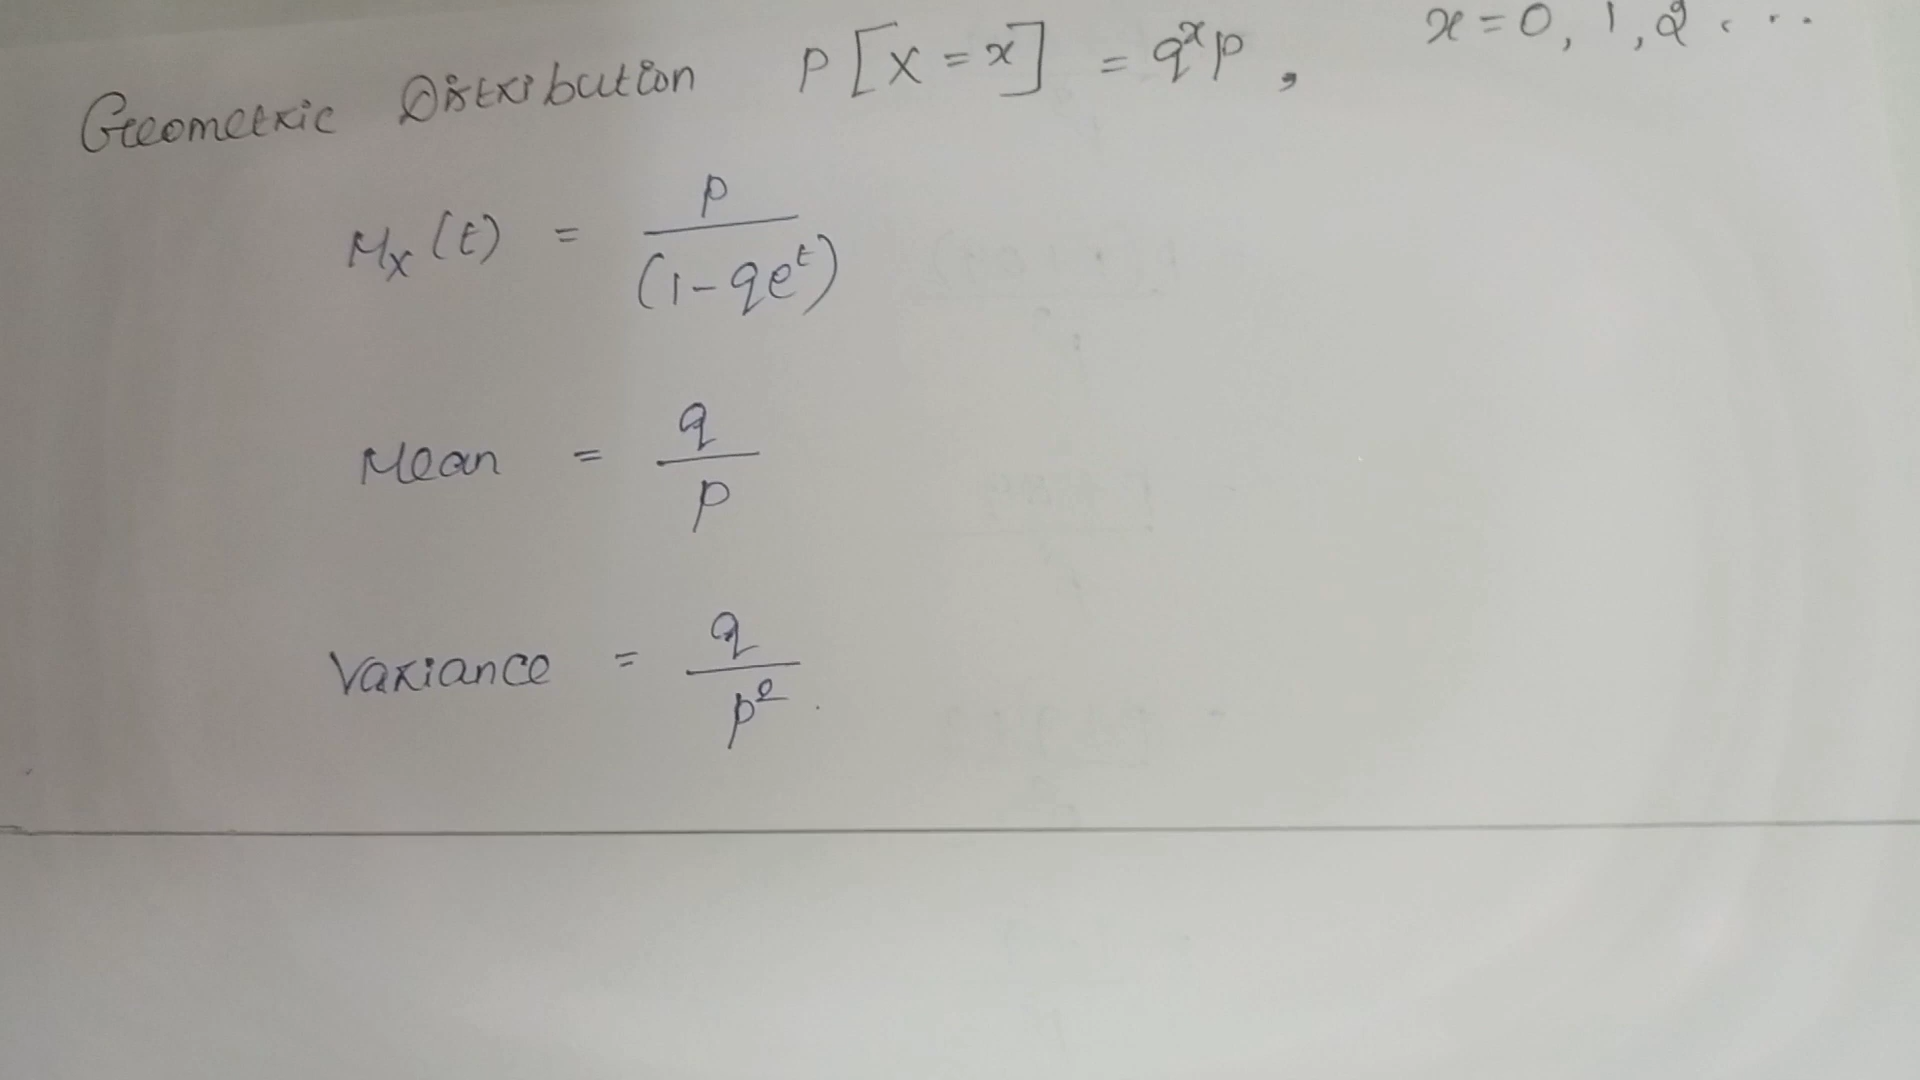 Geometric Distribution P[X=x] = q^x p, x = 0, 1, 2, ...
M_X(t) = p / (1-qe^t)
Mean = q / p
Variance = q / p^2.